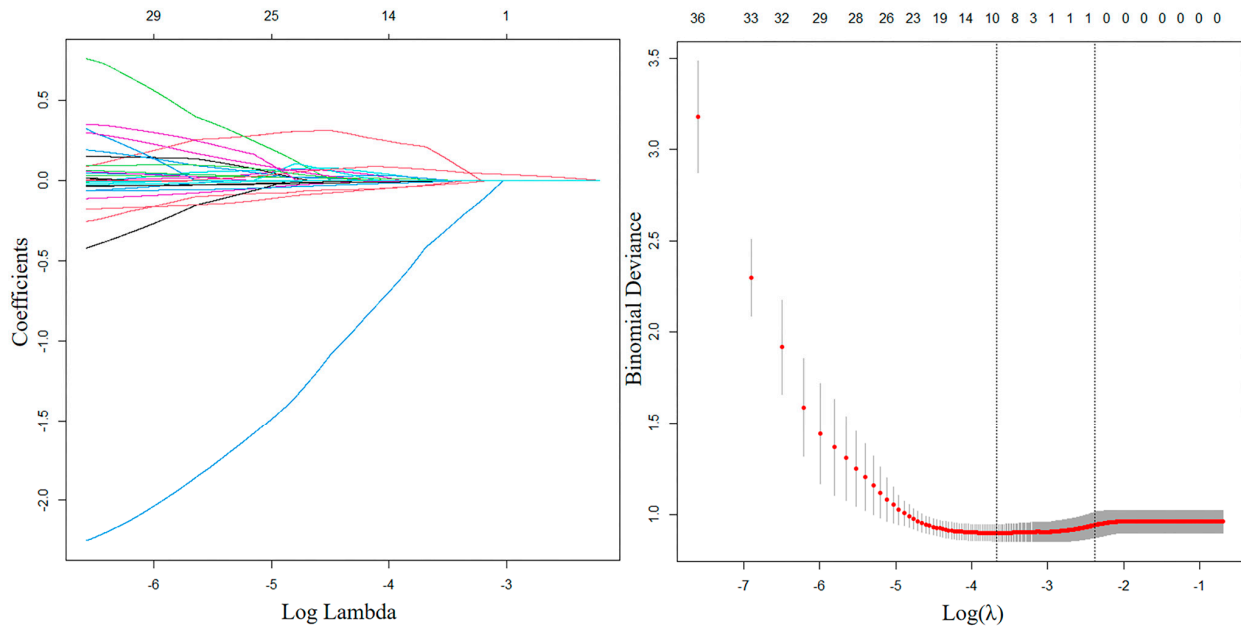 29 25 14 1
0.5
0.0
-0.5
-1.0
-1.5
-2.0
Coefficients
-6 -5 -4 -3
Log Lambda
36 33 32 29 28 26 23 19 14 10 8 3 1 1 1 0 0 0 0 0 0
3.5
3.0
2.5
2.0
1.5
1.0
Binomial Deviance
-7 -6 -5 -4 -3 -2 -1
Log(λ)